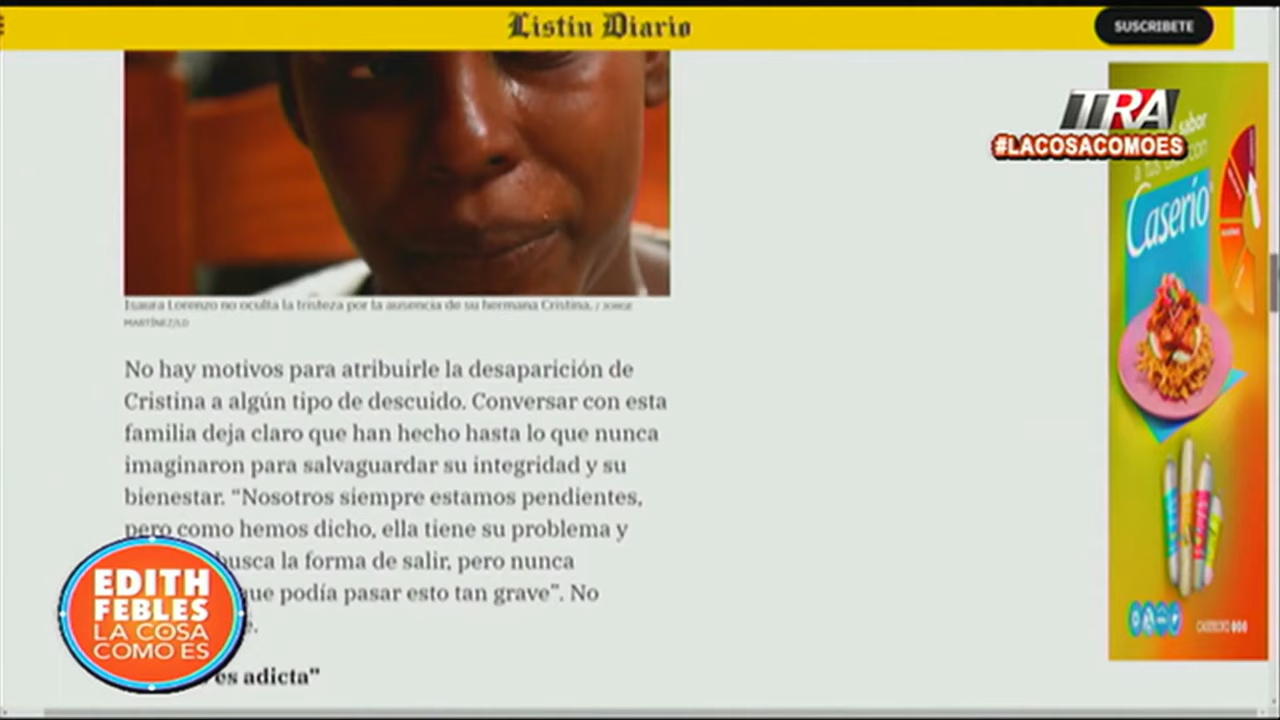 Listin Diario
SUSCRIBETE
TRA
#LACOSACOMOES
sabor
Caserío
Isaura Lorenzo no oculta la tristeza por la ausencia de su hermana Cristina. / JORGE
MARTÍNEZ/LD
No hay motivos para atribuirle la desaparición de
Cristina a algún tipo de descuido. Conversar con esta
familia deja claro que han hecho hasta lo que nunca
imaginaron para salvaguardar su integridad y su
bienestar. “Nosotros siempre estamos pendientes,
pero como hemos dicho, ella tiene su problema y
busca la forma de salir, pero nunca
que podía pasar esto tan grave”. No
es adicta”
EDITH
FEBLES
LA COSA
COMO ES